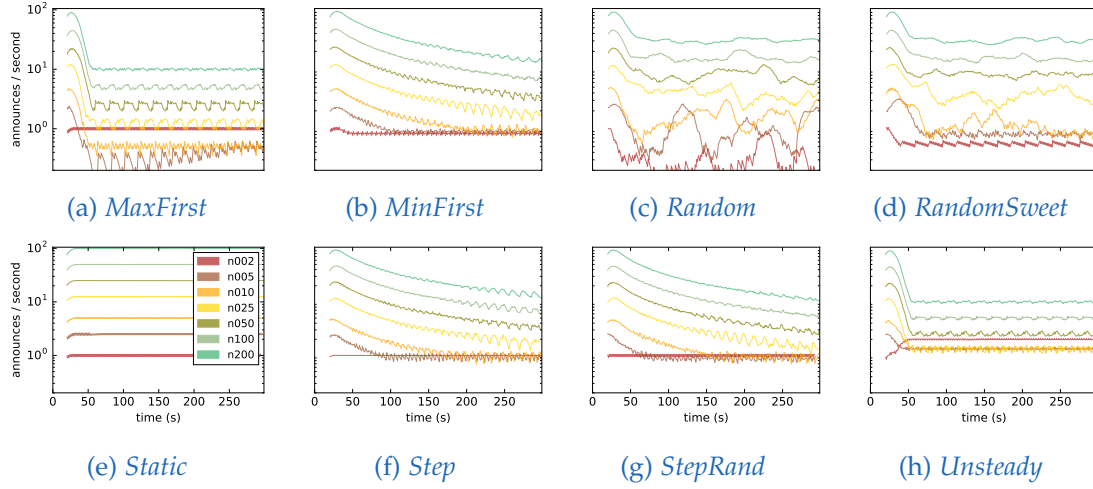 10²
10¹
10⁰
announces / second
(a) MaxFirst
(b) MinFirst
(c) Random
(d) RandomSweet
10²
10¹
10⁰
announces / second
n002
n005
n010
n025
n050
n100
n200
0 50 100 150 200 250
0 50 100 150 200 250
0 50 100 150 200 250
0 50 100 150 200 250
time (s)
time (s)
time (s)
time (s)
(e) Static
(f) Step
(g) StepRand
(h) Unsteady